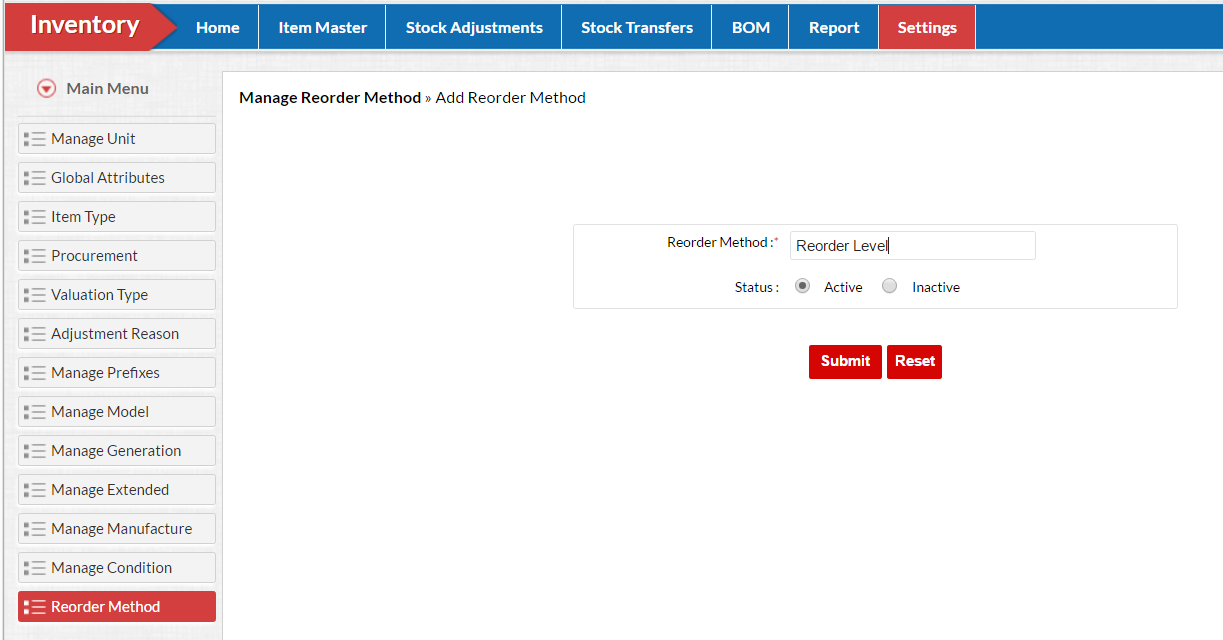 Inventory
Home Item Master Stock Adjustments Stock Transfers BOM Report Settings
Main Menu
Manage Unit
Global Attributes
Item Type
Procurement
Valuation Type
Adjustment Reason
Manage Prefixes
Manage Model
Manage Generation
Manage Extended
Manage Manufacture
Manage Condition
Reorder Method
Manage Reorder Method » Add Reorder Method
Reorder Method :* Reorder Level
Status : Active Inactive
Submit Reset